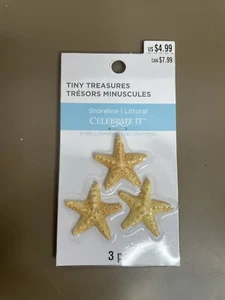 US $4.99
CAN $7.99
TINY TREASURES
TRÉSORS MINUSCULES
Shoreline | Littoral
CELEBRATE IT
3 p